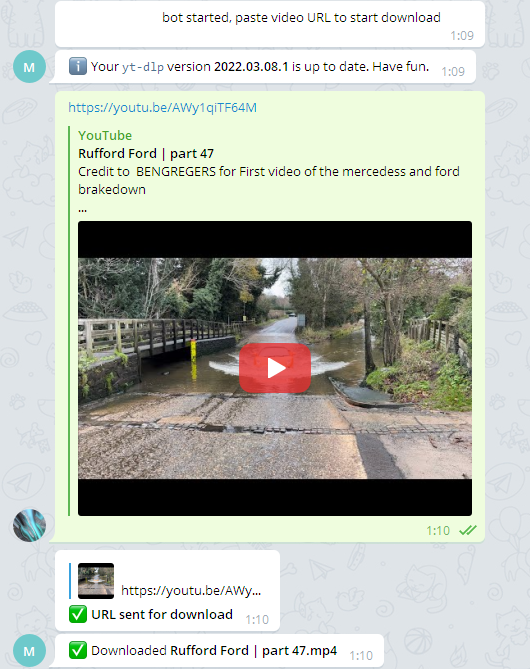 bot started, paste video URL to start download
1:09
M
Your yt-dlp version 2022.03.08.1 is up to date. Have fun.
1:09
https://youtu.be/AWy1qiTF64M
YouTube
Rufford Ford | part 47
Credit to  BENGREGERS for First video of the mercedess and ford
brakedown
...
1:10
https://youtu.be/AWy...
URL sent for download
1:10
M
Downloaded Rufford Ford | part 47.mp4
1:10